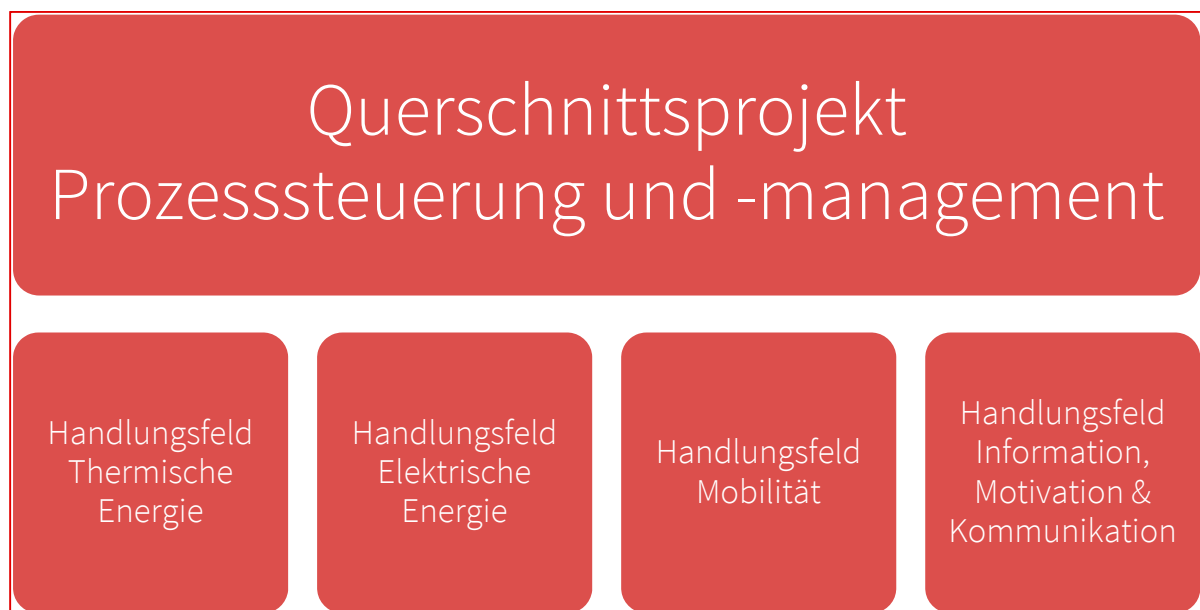 Querschnittsprojekt
Prozesssteuerung und -management
Handlungsfeld
Thermische
Energie
Handlungsfeld
Elektrische
Energie
Handlungsfeld
Mobilität
Handlungsfeld
Information,
Motivation &
Kommunikation